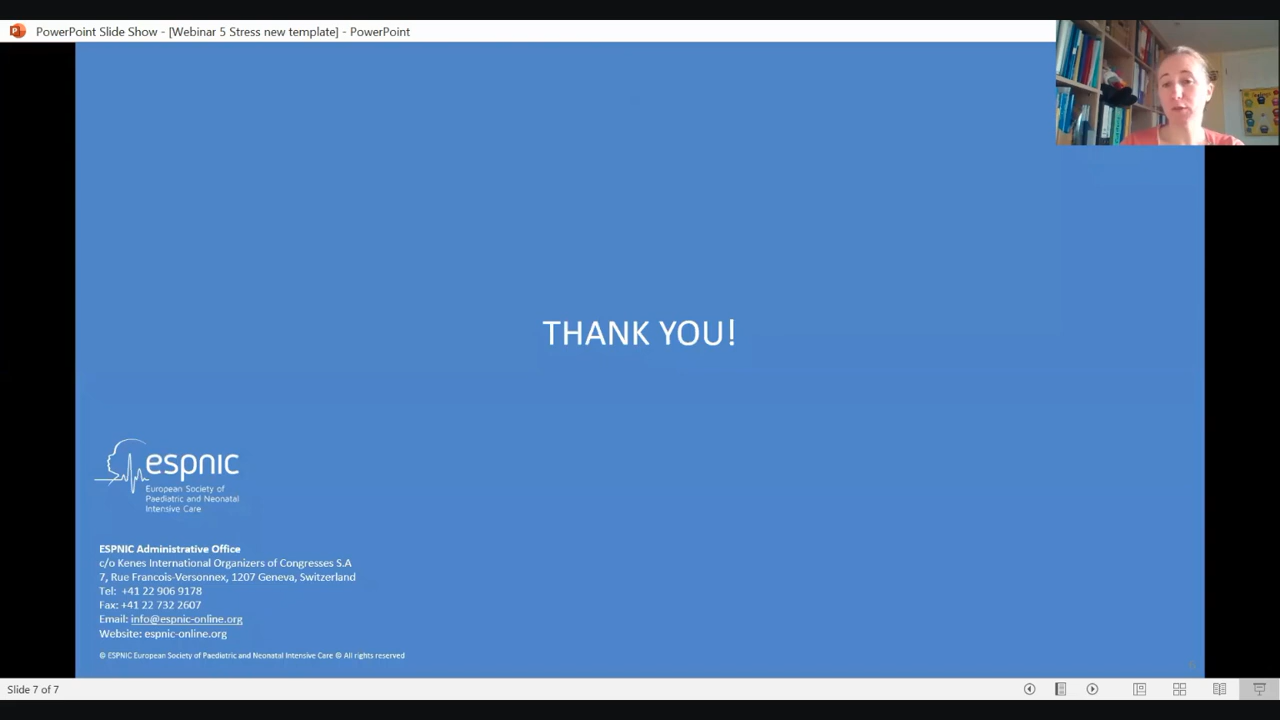 PowerPoint Slide Show - [Webinar 5 Stress new template] - PowerPoint
THANK YOU!
espnic
European Society of
Paediatric and Neonatal
Intensive Care
ESPNIC Administrative Office
c/o Kenes International Organizers of Congresses S.A
7, Rue Francois-Versonnex, 1207 Geneva, Switzerland
Tel: +41 22 906 9178
Fax: +41 22 732 2607
Email: info@espnic-online.org
Website: espnic-online.org
© ESPNIC European Society of Paediatric and Neonatal Intensive Care © All rights reserved
Slide 7 of 7